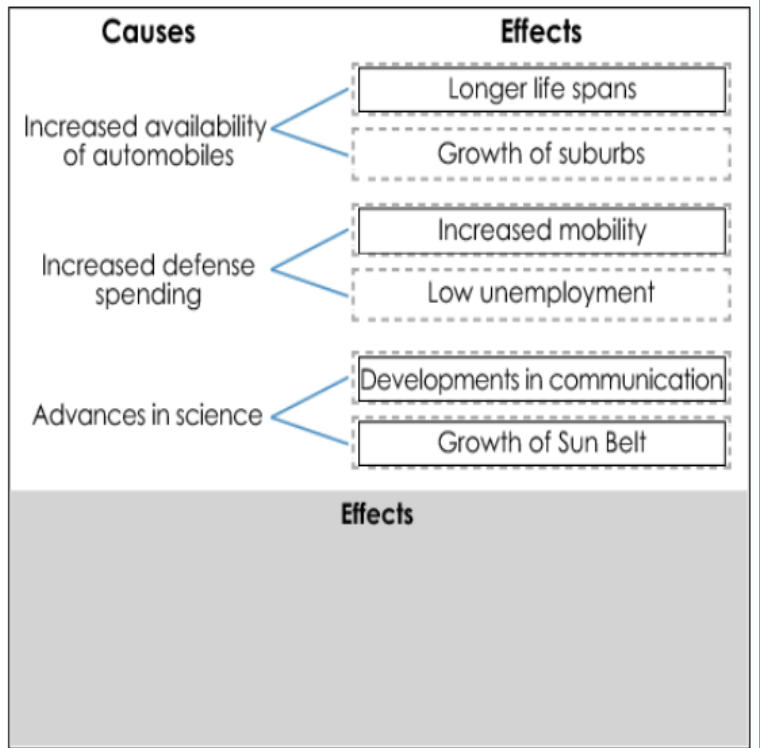 Causes
Effects
Increased availability
of automobiles
Longer life spans
Growth of suburbs
Increased defense
spending
Increased mobility
Low unemployment
Advances in science
Developments in communication
Growth of Sun Belt
Effects